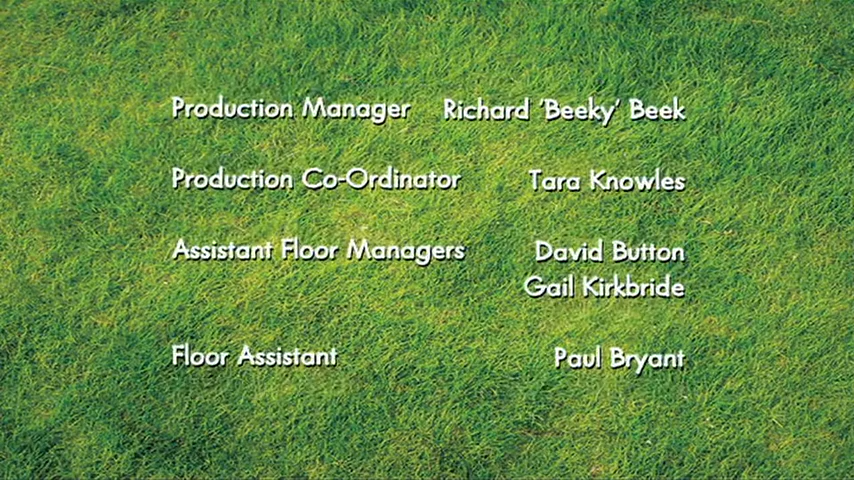 Production Manager Richard 'Beeky' Beek
Production Co-Ordinator Tara Knowles
Assistant Floor Managers David Button
Gail Kirkbride
Floor Assistant Paul Bryant